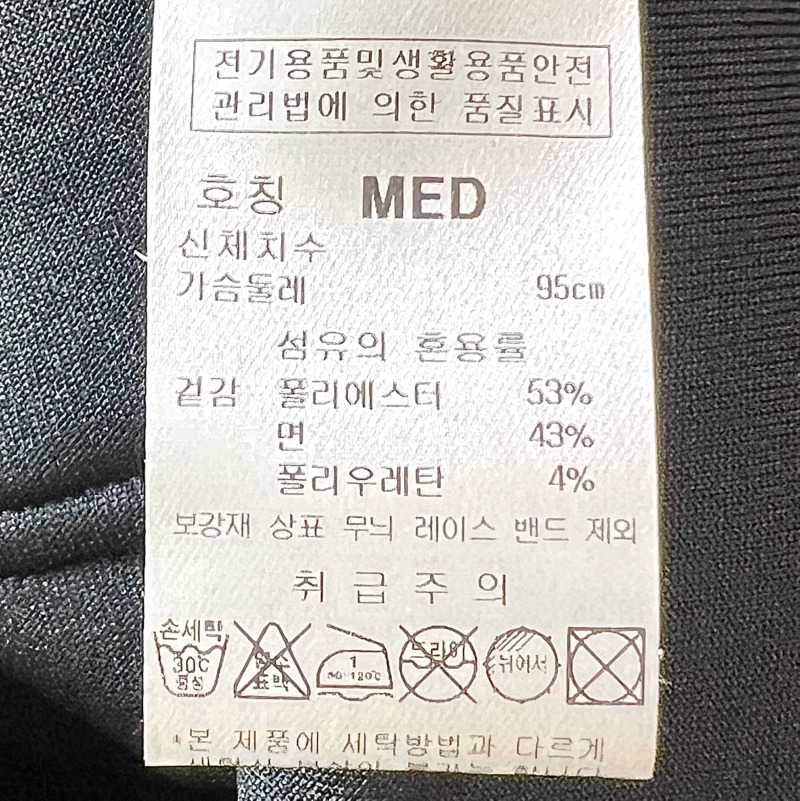 전기용품및생활용품안전
관리법에 의한 품질표시
호칭 MED
신체치수
가슴둘레 95cm
섬유의 혼용률
겉감 폴리에스터 53%
면 43%
폴리우레탄 4%
보강재 상표 무늬 레이스 밴드 제외
취급주의
손세탁
30℃
중성
염소
표백
1
80~120℃
드라이
뉘어서
본 제품에 세탁방법과 다르게